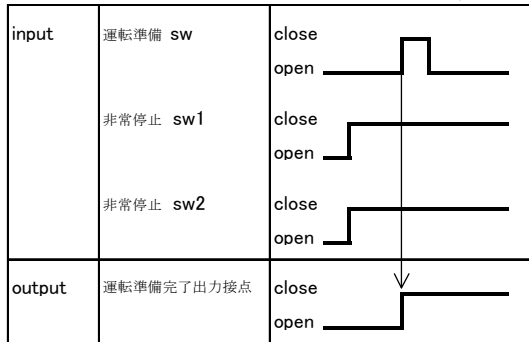 input 運転準備 sw close
open
非常停止 sw1 close
open
非常停止 sw2 close
open
output 運転準備完了出力接点 close
open